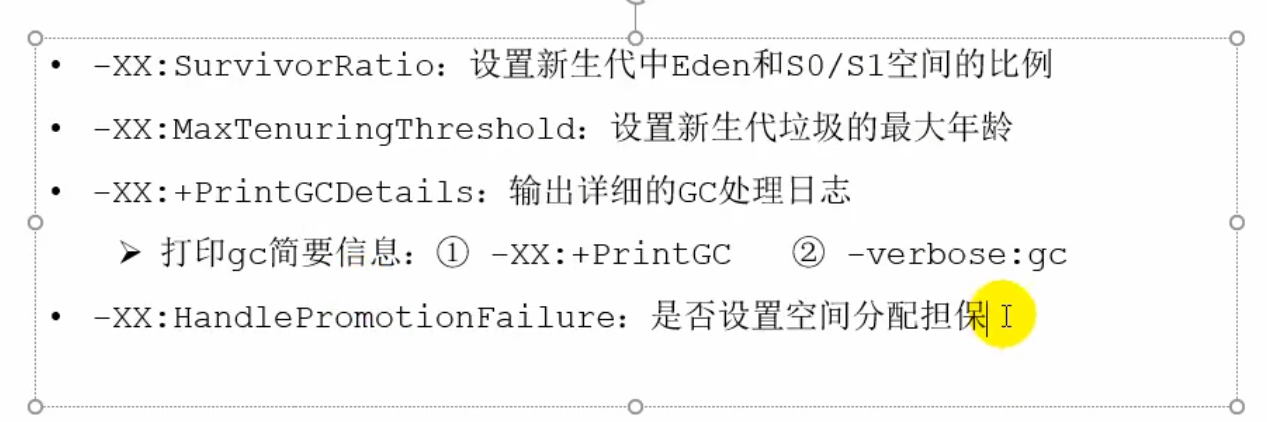 • -XX:SurvivorRatio：设置新生代中Eden和S0/S1空间的比例
• -XX:MaxTenuringThreshold：设置新生代垃圾的最大年龄
• -XX:+PrintGCDetails：输出详细的GC处理日志
➢ 打印gc简要信息：① -XX:+PrintGC ② -verbose:gc
• -XX:HandlePromotionFailure：是否设置空间分配担保